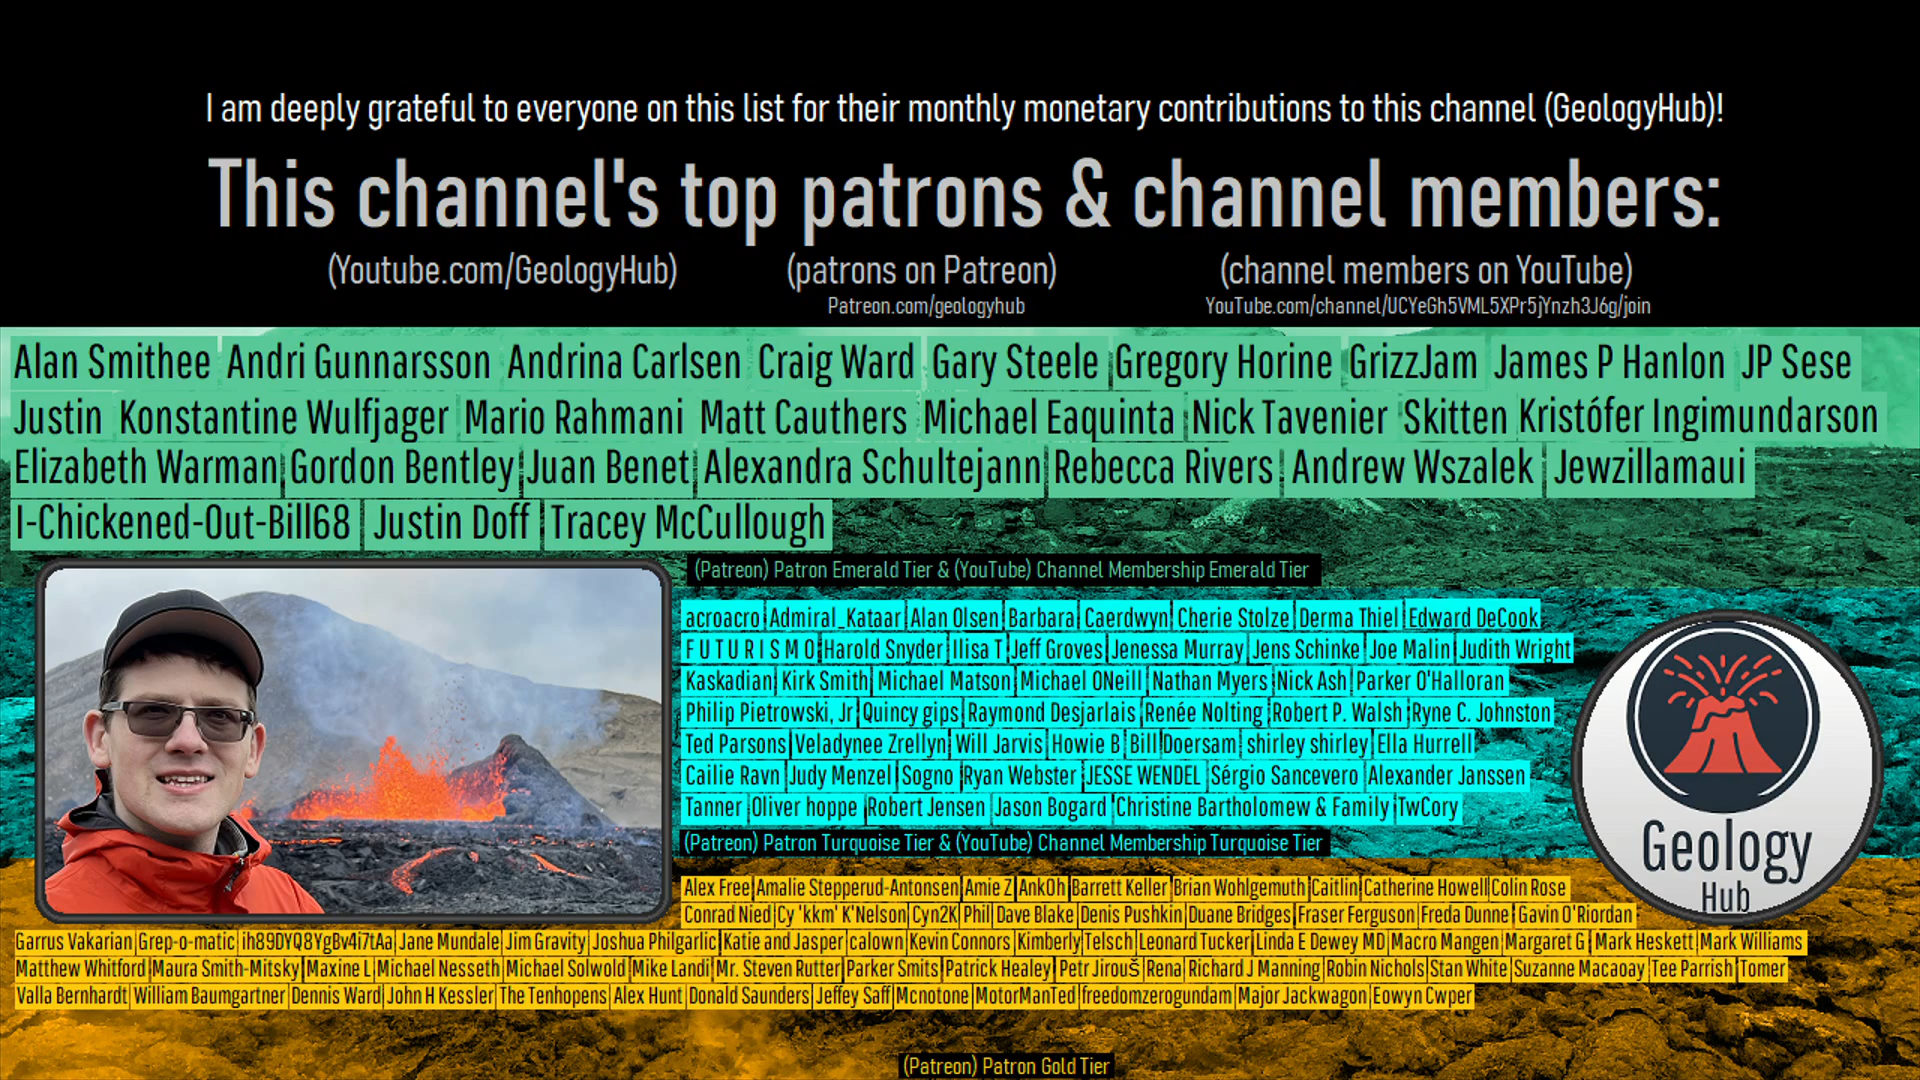 I am deeply grateful to everyone on this list for their monthly monetary contributions to this channel (GeologyHub)!
This channel's top patrons & channel members:
(Youtube.com/GeologyHub) (patrons on Patreon) (channel members on YouTube)
Patreon.com/geologyhub YouTube.com/channel/UCYeGh5VML5XPr5jYnzh3J6g/join
Alan Smithee Andri Gunnarsson Andrina Carlsen Craig Ward Gary Steele Gregory Horine GrizzJam James P Hanlon JP Sese
Justin Konstantine Wulfjager Mario Rahmani Matt Cauthers Michael Eaquinta Nick Tavenier Skitten Kristófer Ingimundarson
Elizabeth Warman Gordon Bentley Juan Benet Alexandra Schultejann Rebecca Rivers Andrew Wszalek Jewzillamaui
I-Chickened-Out-Bill68 Justin Doff Tracey McCullough
(Patreon) Patron Emerald Tier & (YouTube) Channel Membership Emerald Tier
acroacro Admiral_Kataar Alan Olsen Barbara Caerdwyn Cherie Stolze Derma Thiel Edward DeCook
F U T U R I S M O Harold Snyder Ilisa T Jeff Groves Jenessa Murray Jens Schinke Joe Malin Judith Wright
Kaskadian Kirk Smith Michael Matson Michael ONeill Nathan Myers Nick Ash Parker O'Halloran
Philip Pietrowski, Jr Quincy gips Raymond Desjarlais Renée Nolting Robert P. Walsh Ryne C. Johnston
Ted Parsons Veladynee Zrellyn Will Jarvis Howie B Bill Doersam shirley shirley Ella Hurrell
Cailie Ravn Judy Menzel Sogno Ryan Webster JESSE WENDEL Sérgio Sancevero Alexander Janssen
Tanner Oliver hoppe Robert Jensen Jason Bogard Christine Bartholomew & Family TwCory
(Patreon) Patron Turquoise Tier & (YouTube) Channel Membership Turquoise Tier
Geology
Hub
Alex Free Amalie Stepperud-Antonsen Amie Z AnkOh Barrett Keller Brian Wohlgemuth Caitlin Catherine Howell Colin Rose
Conrad Nied Cy 'kkm' K'Nelson Cyn2K Phil Dave Blake Denis Pushkin Duane Bridges Fraser Ferguson Freda Dunne Gavin O'Riordan
Garrus Vakarian Grep-o-matic ih89DYQ8YgBv4i7tAa Jane Mundale Jim Gravity Joshua Philgarlic Katie and Jasper calown Kevin Connors Kimberly Telsch Leonard Tucker Linda E Dewey MD Macro Mangen Margaret G Mark Heskett Mark Williams
Matthew Whitford Maura Smith-Mitsky Maxine L Michael Nesseth Michael Solwold Mike Landi Mr. Steven Rutter Parker Smits Patrick Healey Petr Jirouš Rena Richard J Manning Robin Nichols Stan White Suzanne Macaoay Tee Parrish Tomer
Valla Bernhardt William Baumgartner Dennis Ward John H Kessler The Tenhopens Alex Hunt Donald Saunders Jeffey Saff Mcnotone MotorManTed freedomzerogundam Major Jackwagon Eowyn Cwper
(Patreon) Patron Gold Tier